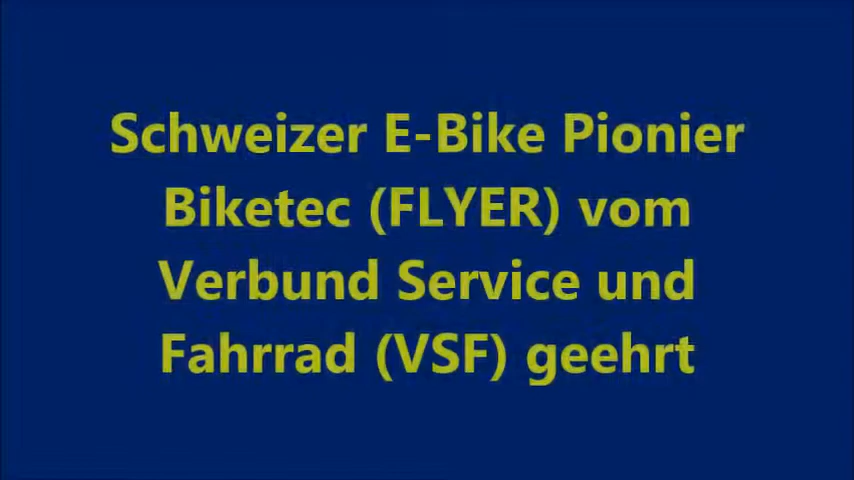 Schweizer E-Bike Pionier
Biketec (FLYER) vom
Verbund Service und
Fahrrad (VSF) geehrt